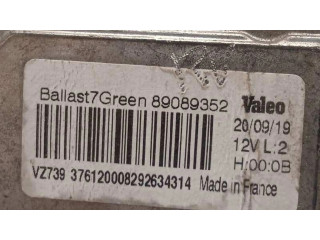 Ballast7Green 89089352 Valeo
20/09/19
12V L:2
H:00:0B
VZ739 376120008292634314 Made in France